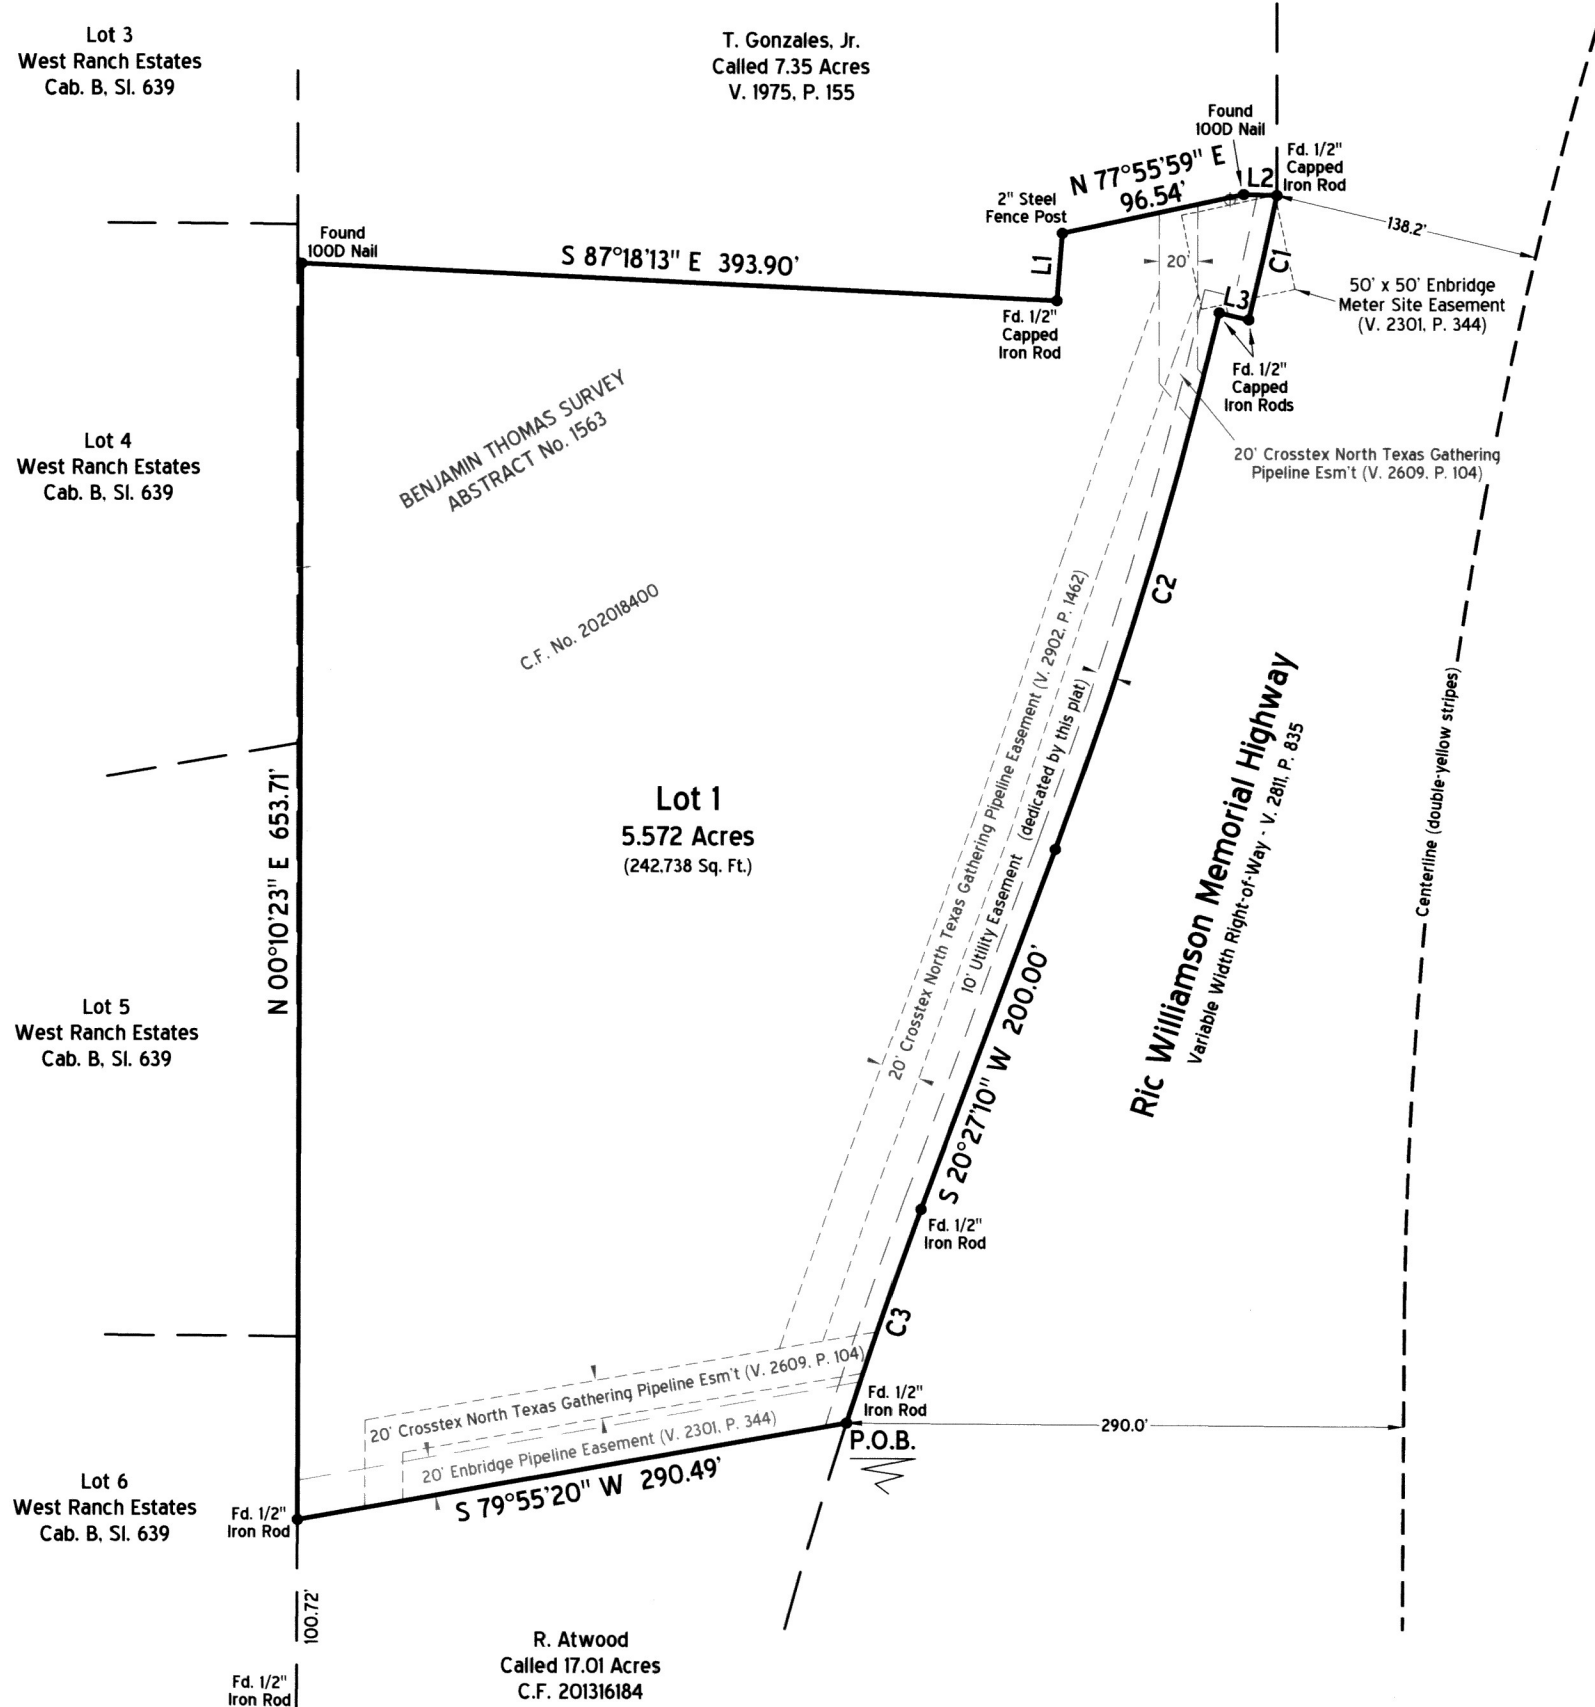 Lot 3
West Ranch Estates
Cab. B, Sl. 639
T. Gonzales, Jr.
Called 7.35 Acres
V. 1975, P. 155
Found
100D Nail
Fd. 1/2"
Capped
Iron Rod
N 77°55'59" E
96.54'
L2
2" Steel
Fence Post
138.2'
Found
100D Nail
S 87°18'13" E 393.90'
L1
20'
C1
50' x 50' Enbridge
Meter Site Easement
(V. 2301, P. 344)
L3
Fd. 1/2"
Capped
Iron Rod
Fd. 1/2"
Capped
Iron Rods
BENJAMIN THOMAS SURVEY
ABSTRACT No. 1563
Lot 4
West Ranch Estates
Cab. B, Sl. 639
20' Crosstex North Texas Gathering
Pipeline Esm't (V. 2609, P. 104)
C2
C.F. No. 202018400
20' Crosstex North Texas Gathering Pipeline Easement (V. 2902, P. 1462)
10' Utility Easement (dedicated by this plat)
Ric Williamson Memorial Highway
Variable Width Right-of-Way - V. 2811, P. 835
Centerline (double-yellow stripes)
N 00°10'23" E 653.71'
Lot 1
5.572 Acres
(242,738 Sq. Ft.)
Lot 5
West Ranch Estates
Cab. B, Sl. 639
S 20°27'10" W 200.00'
Fd. 1/2"
Iron Rod
C3
20' Crosstex North Texas Gathering Pipeline Esm't (V. 2609, P. 104)
Fd. 1/2"
Iron Rod
290.0'
P.O.B.
20' Enbridge Pipeline Easement (V. 2301, P. 344)
S 79°55'20" W 290.49'
Lot 6
West Ranch Estates
Cab. B, Sl. 639
Fd. 1/2"
Iron Rod
100.72'
R. Atwood
Called 17.01 Acres
C.F. 201316184
Fd. 1/2"
Iron Rod